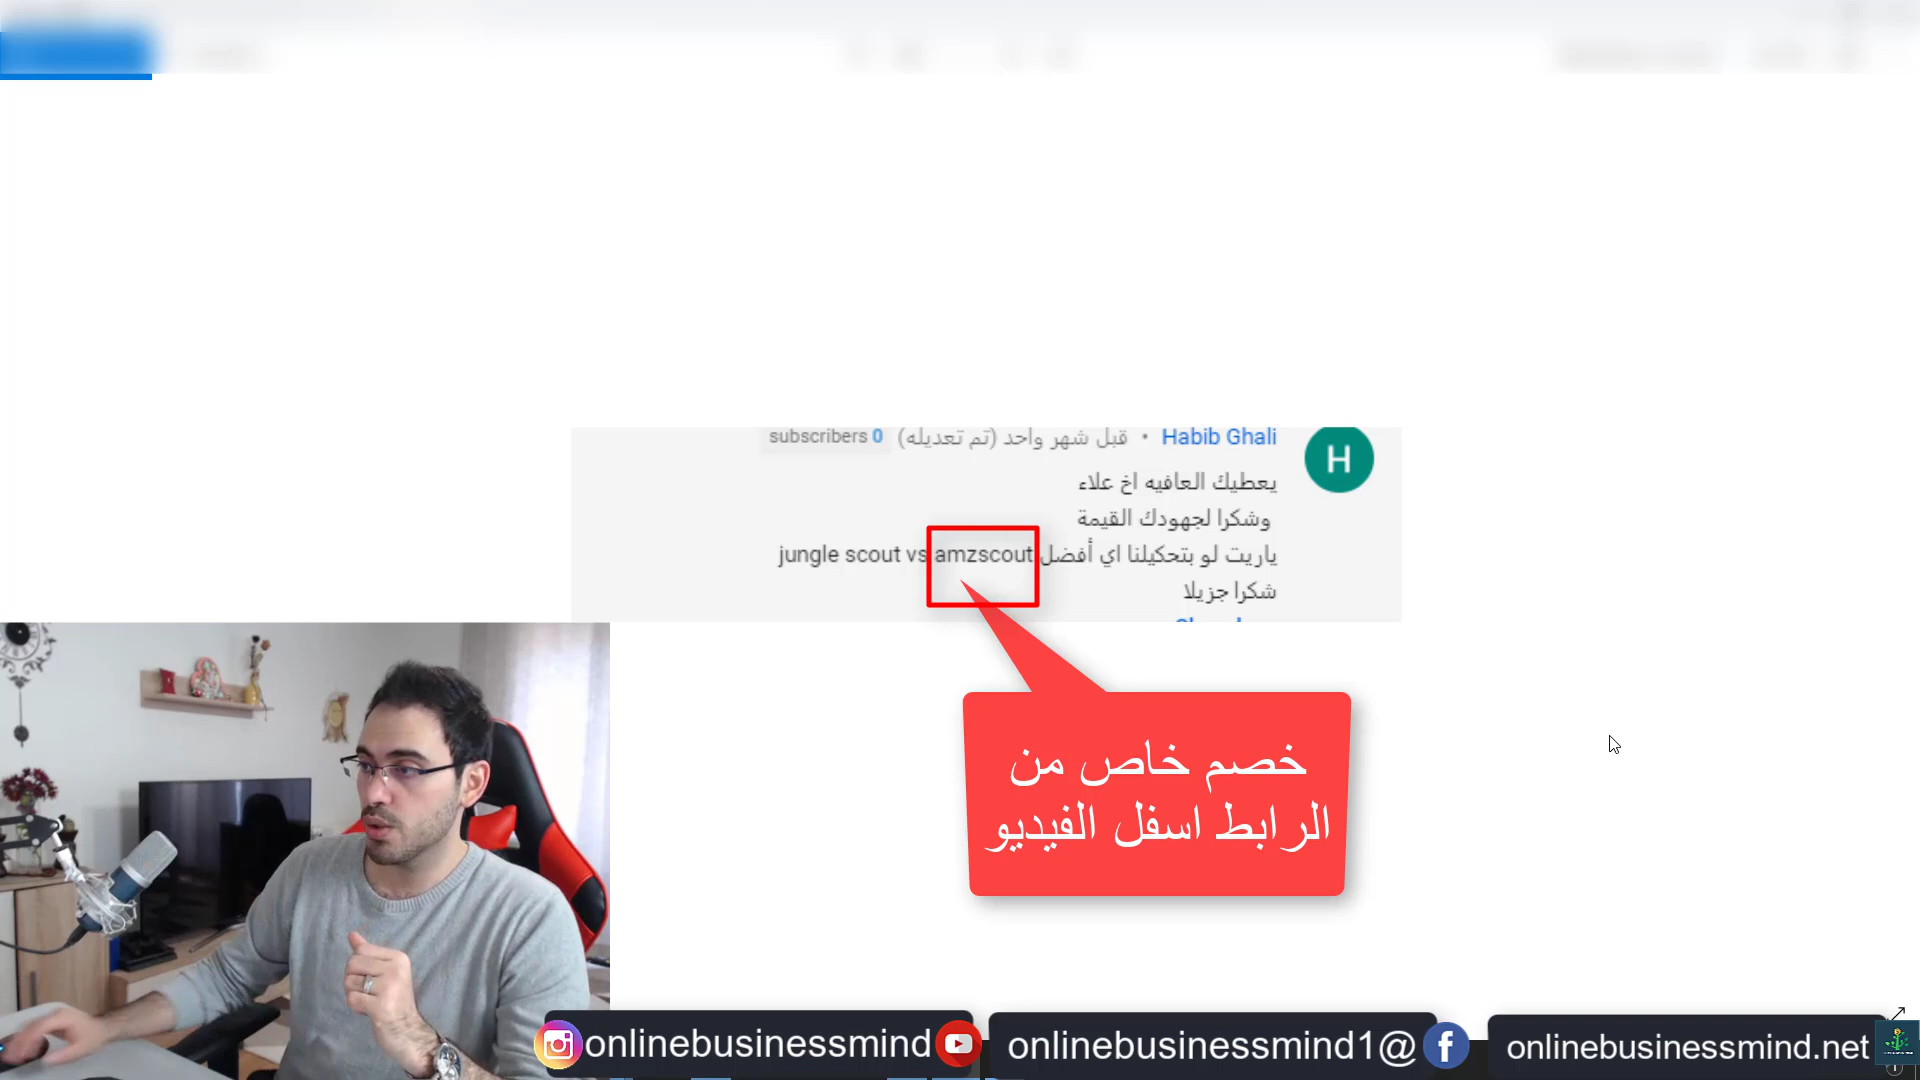 Habib Ghali • قبل شهر واحد (تم تعديله) subscribers 0
H
يعطيك العافيه اخ علاء
وشكرا لجهودك القيمة
ياريت لو بتحكيلنا اي أفضل jungle scout vs amzscout
شكرا جزيلا
خصم خاص من
الرابط اسفل الفيديو
onlinebusinessmind
onlinebusinessmind1@
onlinebusinessmind.net